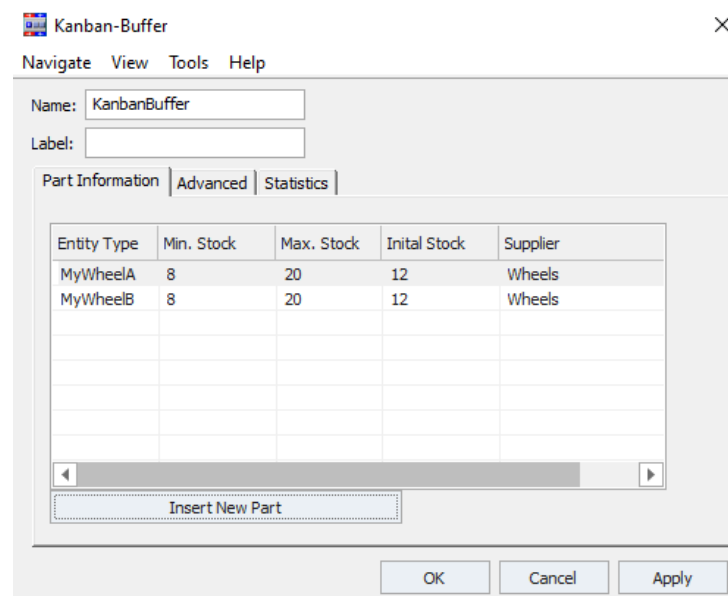 Kanban-Buffer
Navigate View Tools Help
Name: KanbanBuffer
Label:
Part Information Advanced Statistics
Entity Type Min. Stock Max. Stock Inital Stock Supplier
MyWheelA 8 20 12 Wheels
MyWheelB 8 20 12 Wheels
Insert New Part
OK Cancel Apply